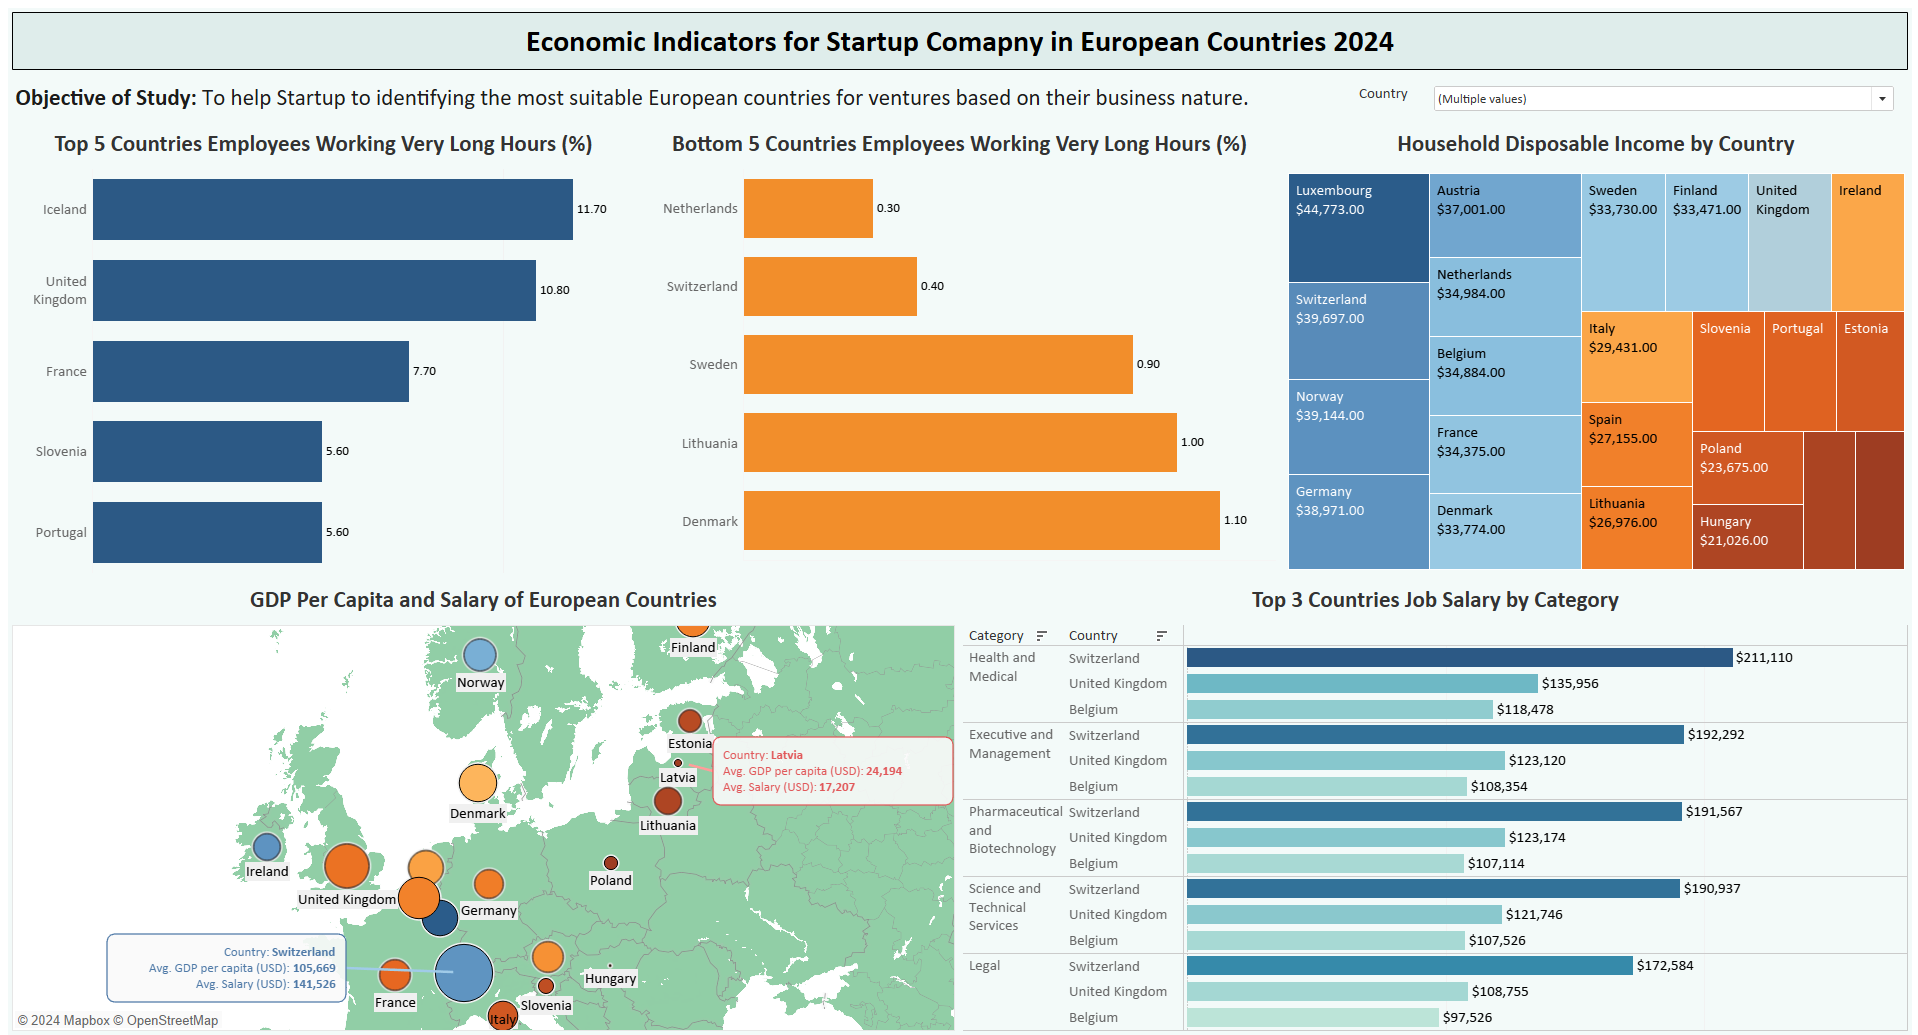 Economic Indicators for Startup Comapny in European Countries 2024
Objective of Study: To help Startup to identifying the most suitable European countries for ventures based on their business nature.
Country
(Multiple values)
Top 5 Countries Employees Working Very Long Hours (%)
Iceland
11.70
United
Kingdom
10.80
France
7.70
Slovenia
5.60
Portugal
5.60
Bottom 5 Countries Employees Working Very Long Hours (%)
Netherlands
0.30
Switzerland
0.40
Sweden
0.90
Lithuania
1.00
Denmark
1.10
Household Disposable Income by Country
Luxembourg
$44,773.00
Switzerland
$39,697.00
Norway
$39,144.00
Germany
$38,971.00
Austria
$37,001.00
Netherlands
$34,984.00
Belgium
$34,884.00
France
$34,375.00
Denmark
$33,774.00
Sweden
$33,730.00
Finland
$33,471.00
United
Kingdom
Ireland
Italy
$29,431.00
Spain
$27,155.00
Lithuania
$26,976.00
Slovenia
Portugal
Estonia
Poland
$23,675.00
Hungary
$21,026.00
GDP Per Capita and Salary of European Countries
Finland
Norway
Estonia
Country: Latvia
Avg. GDP per capita (USD): 24,194
Avg. Salary (USD): 17,207
Latvia
Denmark
Lithuania
Ireland
Poland
United Kingdom
Germany
Country: Switzerland
Avg. GDP per capita (USD): 105,669
Avg. Salary (USD): 141,526
Hungary
France
Slovenia
Italy
© 2024 Mapbox © OpenStreetMap
Top 3 Countries Job Salary by Category
Category
Country
Health and
Medical
Switzerland
$211,110
United Kingdom
$135,956
Belgium
$118,478
Executive and
Management
Switzerland
$192,292
United Kingdom
$123,120
Belgium
$108,354
Pharmaceutical
and
Biotechnology
Switzerland
$191,567
United Kingdom
$123,174
Belgium
$107,114
Science and
Technical
Services
Switzerland
$190,937
United Kingdom
$121,746
Belgium
$107,526
Legal
Switzerland
$172,584
United Kingdom
$108,755
Belgium
$97,526